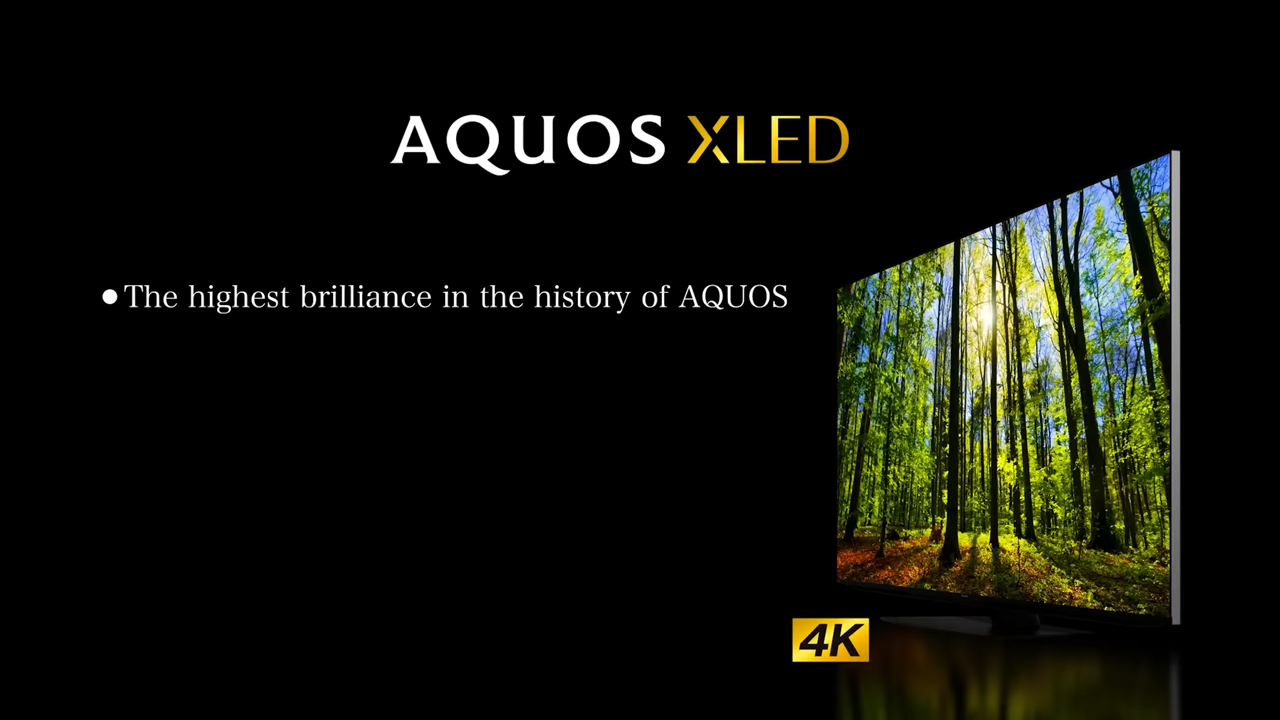 AQUOS XLED
●The highest brilliance in the history of AQUOS
4K